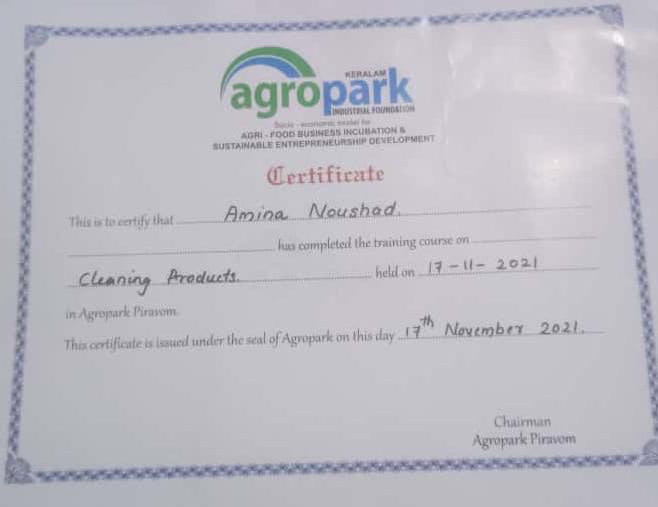 KERALAM
agropark
INDUSTRIAL FOUNDATION
Socio - economic model for
AGRI - FOOD BUSINESS INCUBATION &
SUSTAINABLE ENTREPRENEURSHIP DEVELOPMENT
Certificate
This is to certify that Amina Noushad.
has completed the training course on
Cleaning Products. held on 17-11-2021
in Agropark Piravom.
This certificate is issued under the seal of Agropark on this day 17th November 2021.
Chairman
Agropark Piravom